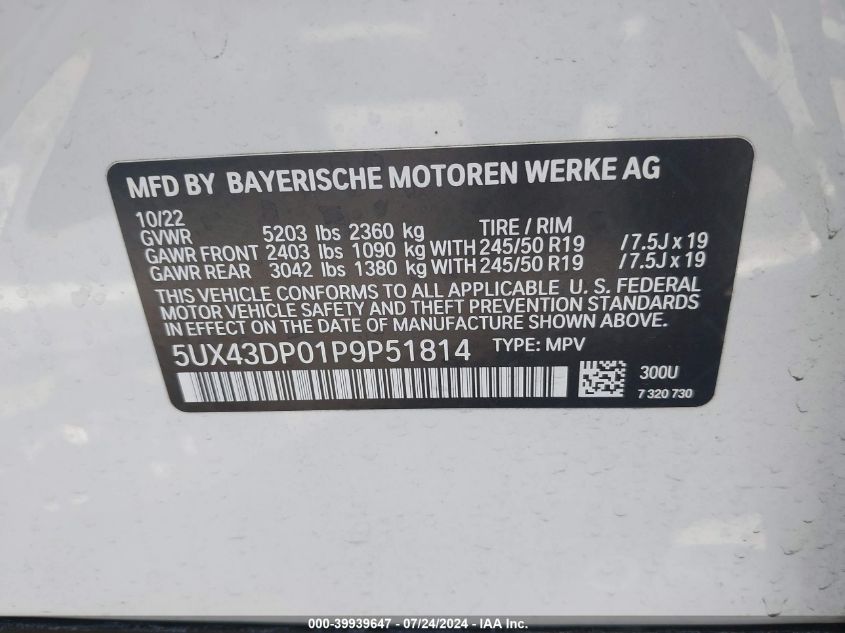 MFD BY BAYERISCHE MOTOREN WERKE AG
10/22
GVWR 5203 lbs 2360 kg TIRE / RIM
GAWR FRONT 2403 lbs 1090 kg WITH 245/50 R19 / 7.5J x 19
GAWR REAR 3042 lbs 1380 kg WITH 245/50 R19 / 7.5J x 19
THIS VEHICLE CONFORMS TO ALL APPLICABLE U. S. FEDERAL
MOTOR VEHICLE SAFETY AND THEFT PREVENTION STANDARDS
IN EFFECT ON THE DATE OF MANUFACTURE SHOWN ABOVE.
5UX43DP01P9P51814 TYPE: MPV
300U
7 320 730
000-39939647 / 07/24/2024 - IAA Inc.